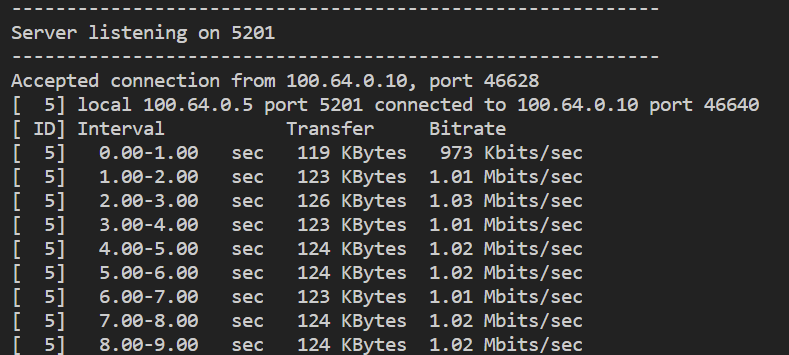 -----------------------------------------------------------
Server listening on 5201
-----------------------------------------------------------
Accepted connection from 100.64.0.10, port 46628
[  5] local 100.64.0.5 port 5201 connected to 100.64.0.10 port 46640
[ ID] Interval           Transfer     Bitrate
[  5]   0.00-1.00   sec   119 KBytes   973 Kbits/sec
[  5]   1.00-2.00   sec   123 KBytes  1.01 Mbits/sec
[  5]   2.00-3.00   sec   126 KBytes  1.03 Mbits/sec
[  5]   3.00-4.00   sec   123 KBytes  1.01 Mbits/sec
[  5]   4.00-5.00   sec   124 KBytes  1.02 Mbits/sec
[  5]   5.00-6.00   sec   124 KBytes  1.02 Mbits/sec
[  5]   6.00-7.00   sec   123 KBytes  1.01 Mbits/sec
[  5]   7.00-8.00   sec   124 KBytes  1.02 Mbits/sec
[  5]   8.00-9.00   sec   124 KBytes  1.02 Mbits/sec